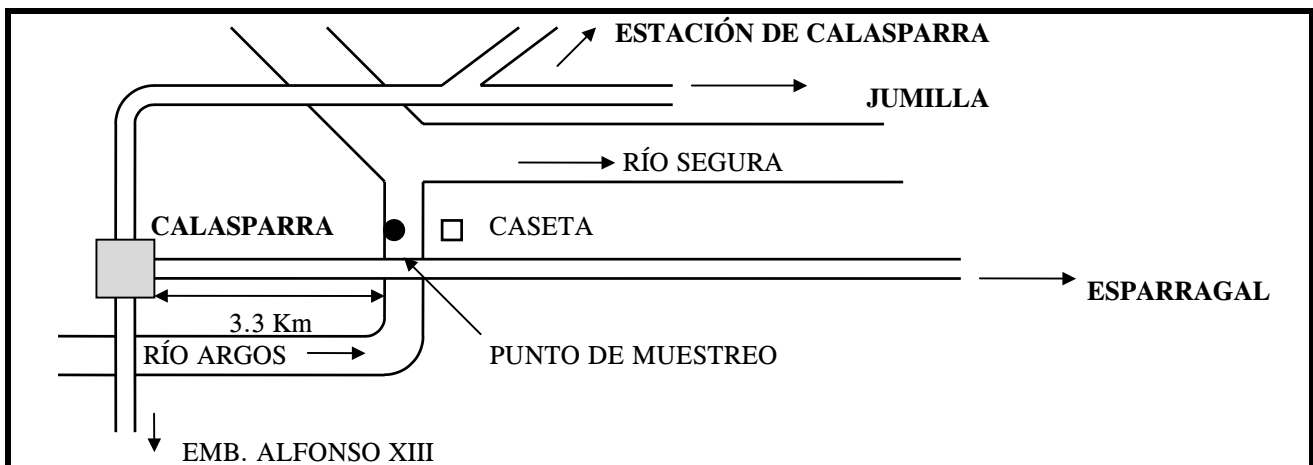 ESTACIÓN DE CALASPARRA
JUMILLA
RÍO SEGURA
CALASPARRA
CASETA
ESPARRAGAL
3.3 Km
RÍO ARGOS
PUNTO DE MUESTREO
EMB. ALFONSO XIII